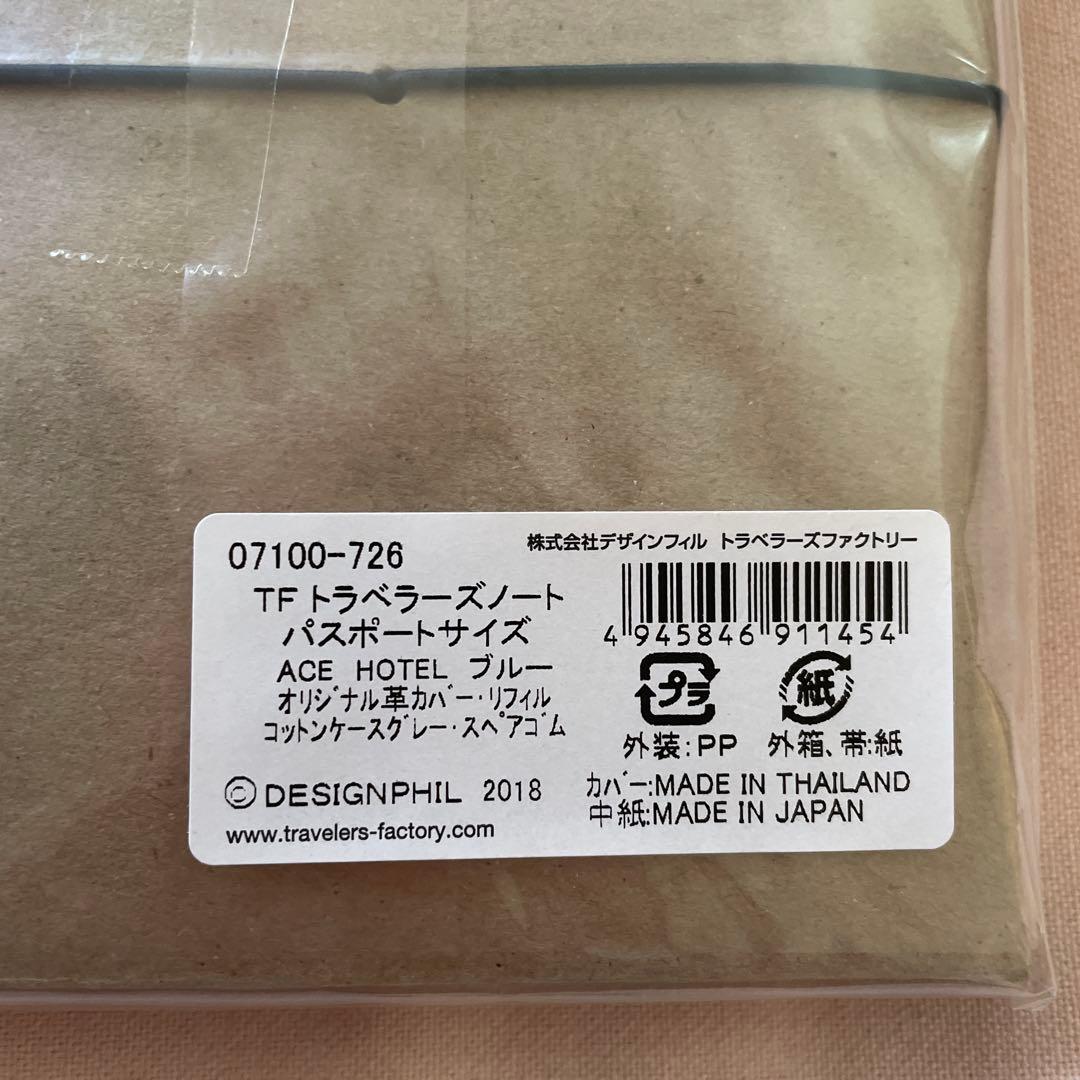 07100-726
株式会社デザインフィル トラベラーズファクトリー
TFトラベラーズノート
パスポートサイズ
ACE HOTEL ブルー
オリジナル革カバー・リフィル
コットンケースグレー・スペアゴム
4 945846 911454
プラ
紙
外装:PP 外箱、帯:紙
©DESIGNPHIL 2018
www.travelers-factory.com
カバー:MADE IN THAILAND
中紙:MADE IN JAPAN